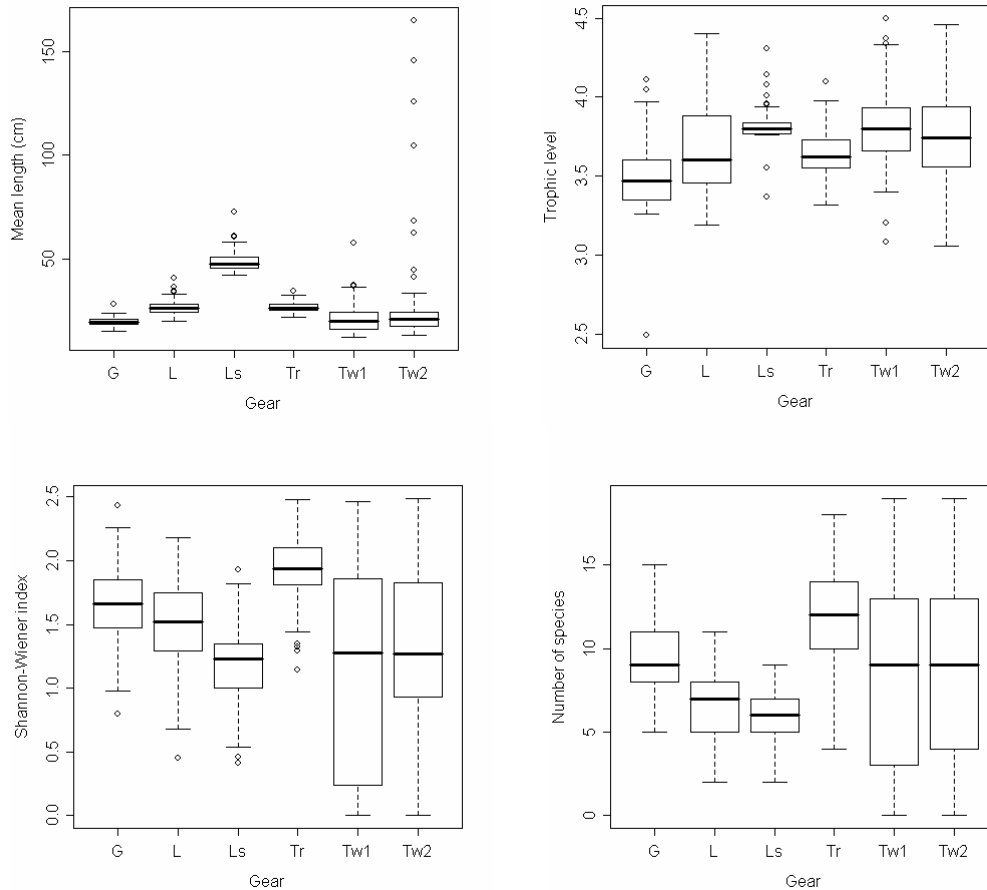 Mean length (cm)
150
100
50
G L Ls Tr Tw1 Tw2
Gear
Trophic level
4.5
4.0
3.5
3.0
2.5
G L Ls Tr Tw1 Tw2
Gear
Shannon-Wiener index
2.5
2.0
1.5
1.0
0.5
0.0
G L Ls Tr Tw1 Tw2
Gear
Number of species
15
10
5
0
G L Ls Tr Tw1 Tw2
Gear